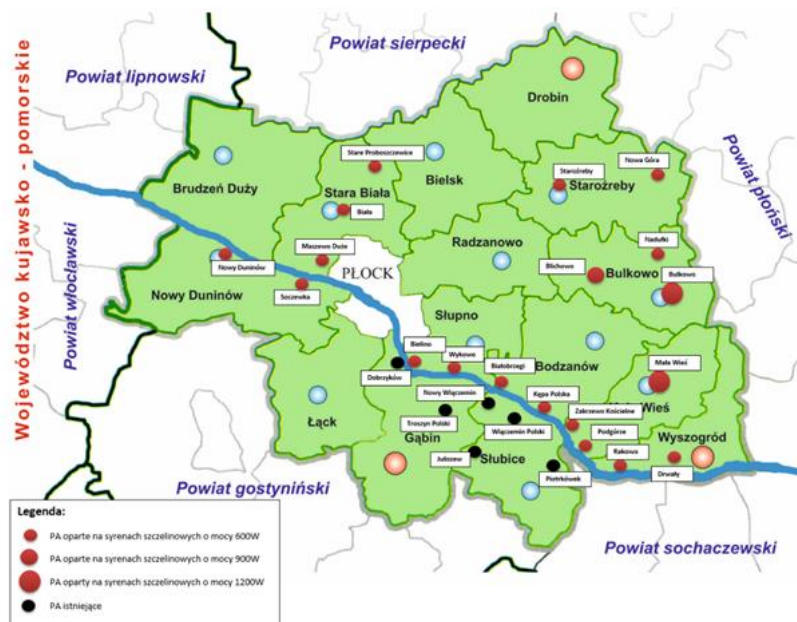 Województwo kujawsko - pomorskie
Powiat sierpecki
Powiat lipnowski
Drobin
Powiat płoński
Stare Proboszczewice
Nowa Góra
Staroźreby
Brudzeń Duży
Stara Biała
Bielsk
Staroźreby
Biała
Powiat włocławski
Radzanowo
Nadułki
Maszewo Duże
Blichowo
Bulkowo
Bulkowo
Nowy Duninów
PŁOCK
Nowy Duninów
Soczewka
Słupno
Bielino
Wykowo
Bodzanów
Mała Wieś
Dobrzyków
Białobrzegi
Nowy Wiączemin
Kępa Polska
Wieś
Łąck
Troszyn Polski
Zakrzewo Kościelne
Gąbin
Wiączemin Polski
Podgórze
Wyszogród
Juliszew
Słubice
Rakowo
Piotrkówek
Drwały
Powiat gostyniński
Powiat sochaczewski
Legenda:
PA oparte na syrenach szczelinowych o mocy 600W
PA oparte na syrenach szczelinowych o mocy 900W
PA oparty na syrenach szczelinowych o mocy 1200W
PA istniejące